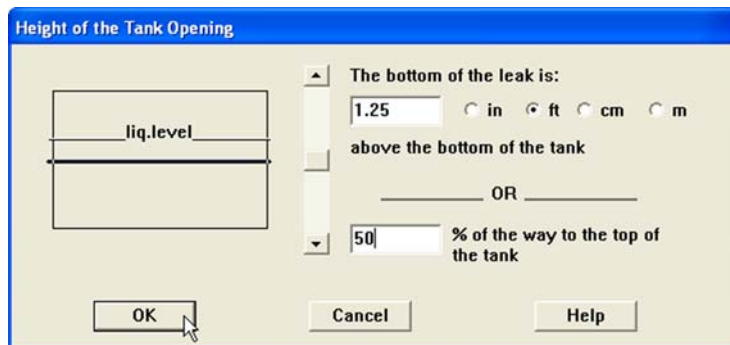 Height of the Tank Opening
liq.level
The bottom of the leak is:
1.25 in ft cm m
above the bottom of the tank
OR
50 % of the way to the top of
the tank
OK Cancel Help